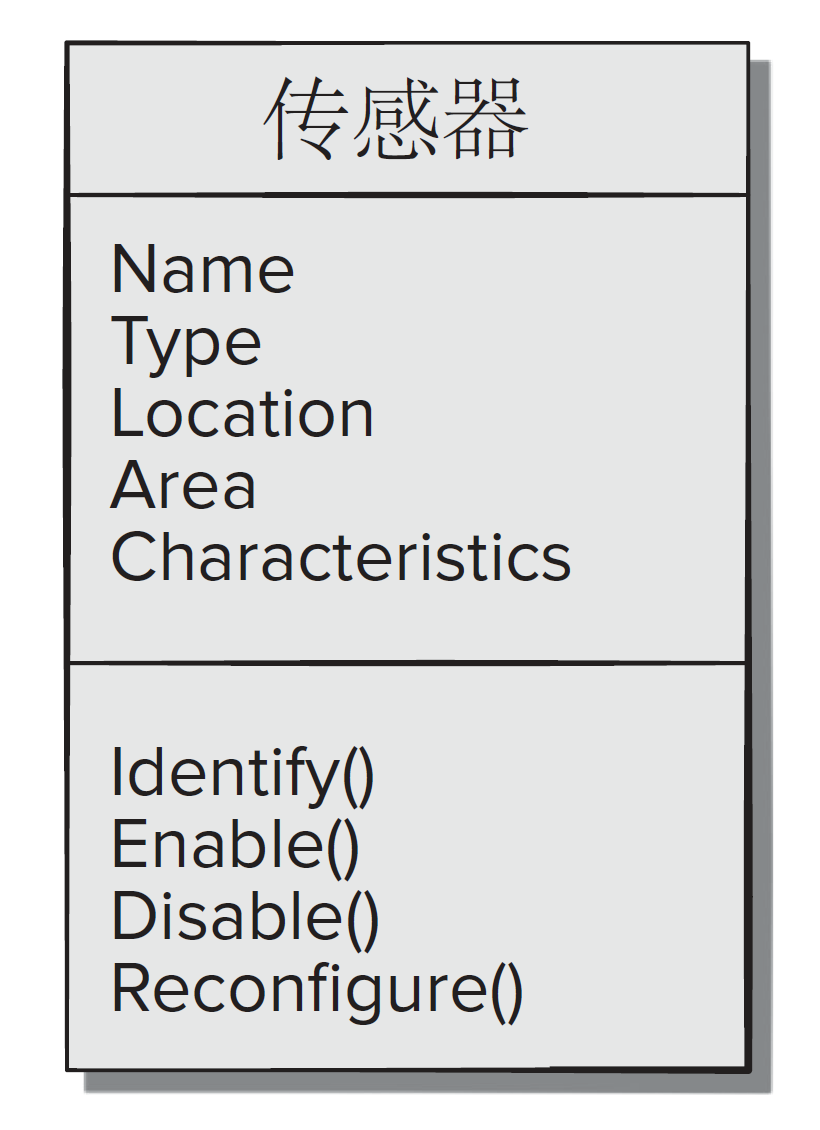 传感器
Name
Type
Location
Area
Characteristics
Identify()
Enable()
Disable()
Reconfigure()